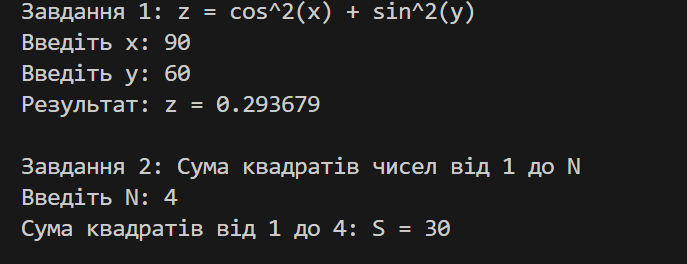 Завдання 1: z = cos^2(x) + sin^2(y)
Введіть x: 90
Введіть y: 60
Результат: z = 0.293679
Завдання 2: Сума квадратів чисел від 1 до N
Введіть N: 4
Сума квадратів від 1 до 4: S = 30